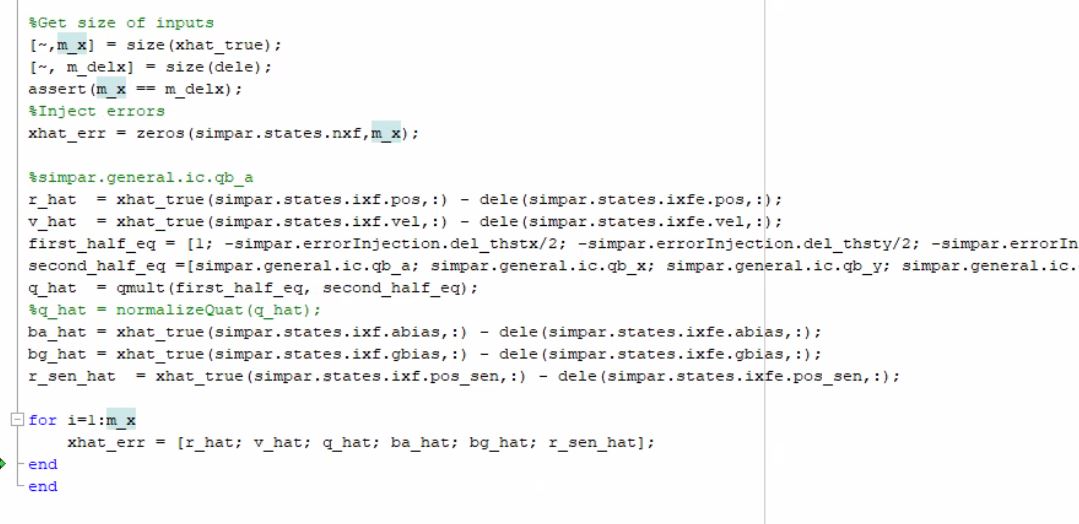 %Get size of inputs
[~,m_x] = size(xhat_true);
[~, m_delx] = size(dele);
assert(m_x == m_delx);
%Inject errors
xhat_err = zeros(simpar.states.nxf,m_x);
%simpar.general.ic.qb_a
r_hat  = xhat_true(simpar.states.ixf.pos,:) - dele(simpar.states.ixfe.pos,:);
v_hat  = xhat_true(simpar.states.ixf.vel,:) - dele(simpar.states.ixfe.vel,:);
first_half_eq = [1; -simpar.errorInjection.del_thstx/2; -simpar.errorInjection.del_thsty/2; -simpar.errorIn
second_half_eq =[simpar.general.ic.qb_a; simpar.general.ic.qb_x; simpar.general.ic.qb_y; simpar.general.ic.
q_hat  = qmult(first_half_eq, second_half_eq);
%q_hat = normalizeQuat(q_hat);
ba_hat = xhat_true(simpar.states.ixf.abias,:) - dele(simpar.states.ixfe.abias,:);
bg_hat = xhat_true(simpar.states.ixf.gbias,:) - dele(simpar.states.ixfe.gbias,:);
r_sen_hat  = xhat_true(simpar.states.ixf.pos_sen,:) - dele(simpar.states.ixfe.pos_sen,:);
for i=1:m_x
    xhat_err = [r_hat; v_hat; q_hat; ba_hat; bg_hat; r_sen_hat];
end
end